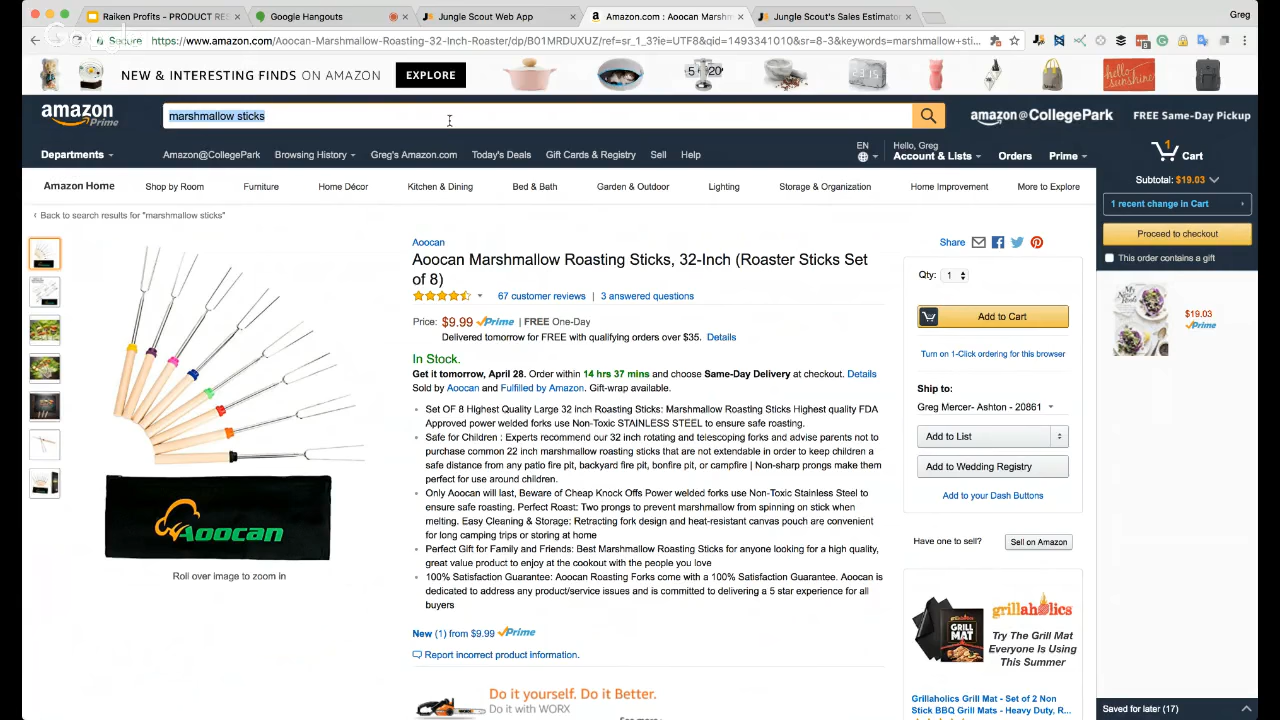 Raiken Profits - PRODUCT RES
Google Hangouts
Jungle Scout Web App
Amazon.com : Aoocan Marshm
Jungle Scout's Sales Estimator
Greg
Secure https://www.amazon.com/Aoocan-Marshmallow-Roasting-32-Inch-Roaster/dp/B01MRDUXUZ/ref=sr_1_3?ie=UTF8&qid=1493341010&sr=8-3&keywords=marshmallow+sti...
NEW & INTERESTING FINDS ON AMAZON EXPLORE
hello sunshine
amazon Prime
marshmallow sticks
amazon@CollegePark FREE Same-Day Pickup
Departments Amazon@CollegePark Browsing History Greg's Amazon.com Today's Deals Gift Cards & Registry Sell Help
EN
Hello, Greg
Account & Lists Orders Prime
1
Cart
Amazon Home Shop by Room Furniture Home Décor Kitchen & Dining Bed & Bath Garden & Outdoor Lighting Storage & Organization Home Improvement More to Explore
Subtotal: $19.03
1 recent change in Cart
Proceed to checkout
This order contains a gift
$19.03
Prime
‹ Back to search results for "marshmallow sticks"
Aoocan
Roll over image to zoom in
Aoocan
Aoocan Marshmallow Roasting Sticks, 32-Inch (Roaster Sticks Set
of 8)
67 customer reviews | 3 answered questions
Price: $9.99 Prime | FREE One-Day
Delivered tomorrow for FREE with qualifying orders over $35. Details
In Stock.
Get it tomorrow, April 28. Order within 14 hrs 37 mins and choose Same-Day Delivery at checkout. Details
Sold by Aoocan and Fulfilled by Amazon. Gift-wrap available.
• Set OF 8 Highest Quality Large 32 inch Roasting Sticks: Marshmallow Roasting Sticks Highest quality FDA
Approved power welded forks use Non-Toxic STAINLESS STEEL to ensure safe roasting.
• Safe for Children : Experts recommend our 32 inch rotating and telescoping forks and advise parents not to
purchase common 22 inch marshmallow roasting sticks that are not extendable in order to keep children a
safe distance from any patio fire pit, backyard fire pit, bonfire pit, or campfire | Non-sharp prongs make them
perfect for use around children.
• Only Aoocan will last, Beware of Cheap Knock Offs Power welded forks use Non-Toxic Stainless Steel to
ensure safe roasting, Perfect Roast: Two prongs to prevent marshmallow from spinning on stick when
melting. Easy Cleaning & Storage: Retracting fork design and heat-resistant canvas pouch are convenient
for long camping trips or storing at home
• Perfect Gift for Family and Friends: Best Marshmallow Roasting Sticks for anyone looking for a high quality,
great value product to enjoy at the cookout with the people you love
• 100% Satisfaction Guarantee: Aoocan Roasting Forks come with a 100% Satisfaction Guarantee. Aoocan is
dedicated to address any product/service issues and is committed to delivering a 5 star experience for all
buyers
New (1) from $9.99 Prime
Report incorrect product information.
Do it yourself. Do it Better.
Do it with WORX
Share
Qty: 1
Add to Cart
Turn on 1-Click ordering for this browser
Ship to:
Greg Mercer- Ashton - 20861
Add to List
Add to Wedding Registry
Add to your Dash Buttons
Have one to sell? Sell on Amazon
GRILL MAT
grillaholics
Try The Grill Mat
Everyone Is Using
This Summer
Grillaholics Grill Mat - Set of 2 Non
Stick BBQ Grill Mats - Heavy Duty, R...
Saved for later (17)